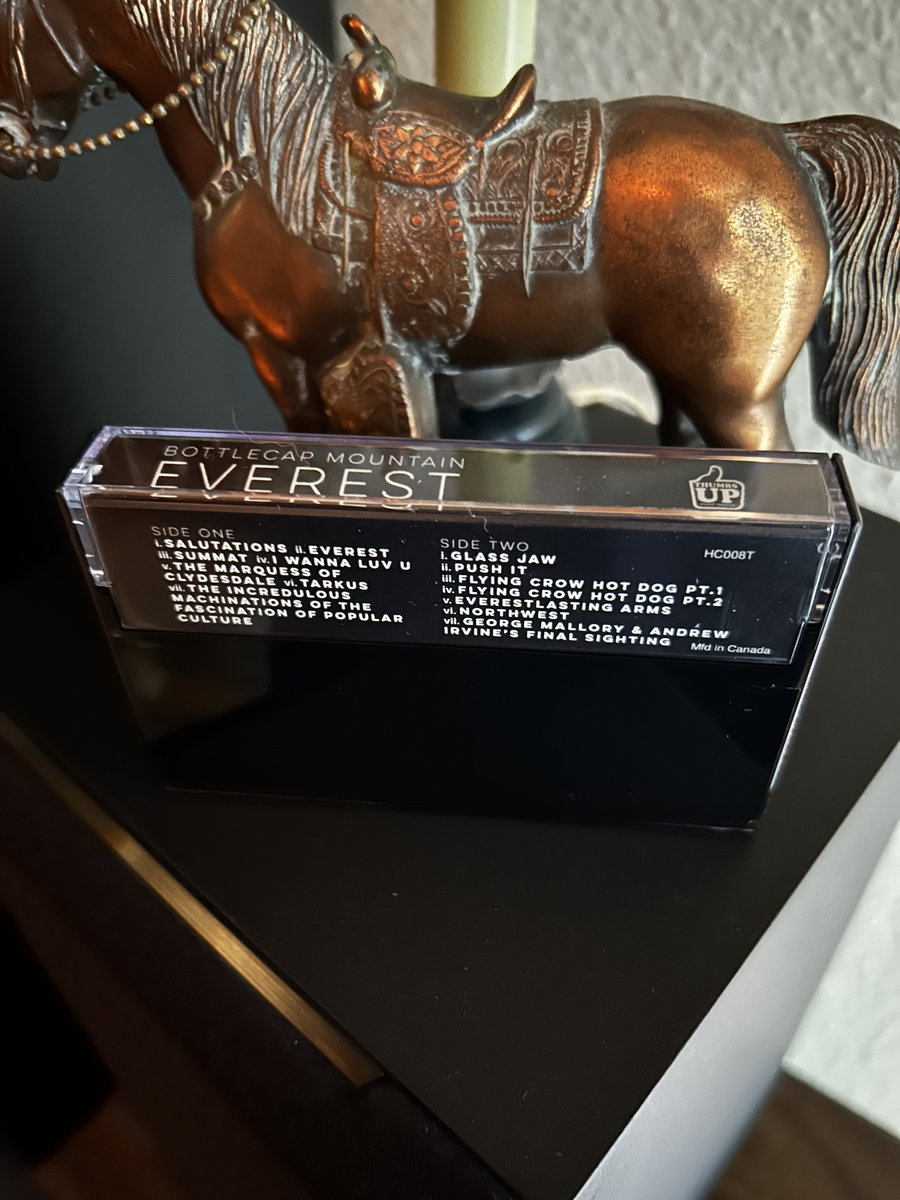 BOTTLECAP MOUNTAIN
EVEREST
THUMBS
UP
SIDE ONE
i.SALUTATIONS ii.EVEREST
iii.SUMMAT iv.I WANNA LUV U
v.THE MARQUESS OF
CLYDESDALE vi.TARKUS
vii.THE INCREDULOUS
MACHINATIONS OF THE
FASCINATION OF POPULAR
CULTURE
SIDE TWO
i.GLASS JAW
ii.PUSH IT
iii.FLYING CROW HOT DOG PT.1
iv.FLYING CROW HOT DOG PT.2
v.EVERESTLASTING ARMS
vi.NORTHWEST
vii.GEORGE MALLORY & ANDREW
IRVINE'S FINAL SIGHTING
HC008T
Mfd in Canada